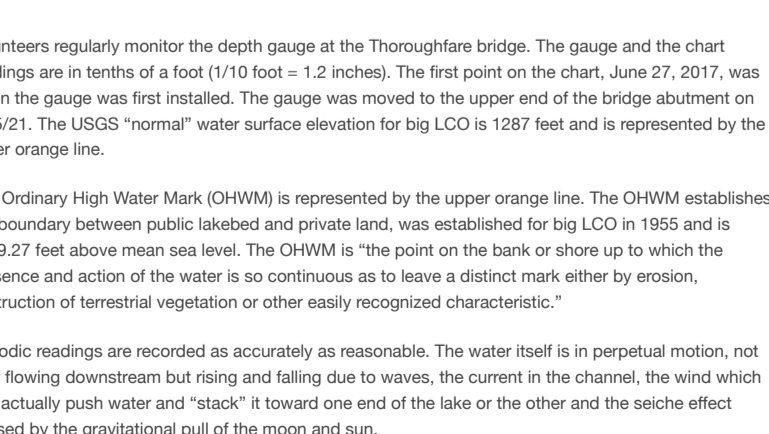 nteers regularly monitor the depth gauge at the Thoroughfare bridge. The gauge and the chart
lings are in tenths of a foot (1/10 foot = 1.2 inches). The first point on the chart, June 27, 2017, was
n the gauge was first installed. The gauge was moved to the upper end of the bridge abutment on
5/21. The USGS “normal” water surface elevation for big LCO is 1287 feet and is represented by the
er orange line.
Ordinary High Water Mark (OHWM) is represented by the upper orange line. The OHWM establishes
boundary between public lakebed and private land, was established for big LCO in 1955 and is
9.27 feet above mean sea level. The OHWM is “the point on the bank or shore up to which the
sence and action of the water is so continuous as to leave a distinct mark either by erosion,
truction of terrestrial vegetation or other easily recognized characteristic.”
odic readings are recorded as accurately as reasonable. The water itself is in perpetual motion, not
flowing downstream but rising and falling due to waves, the current in the channel, the wind which
actually push water and “stack” it toward one end of the lake or the other and the seiche effect
sed by the gravitational pull of the moon and sun.